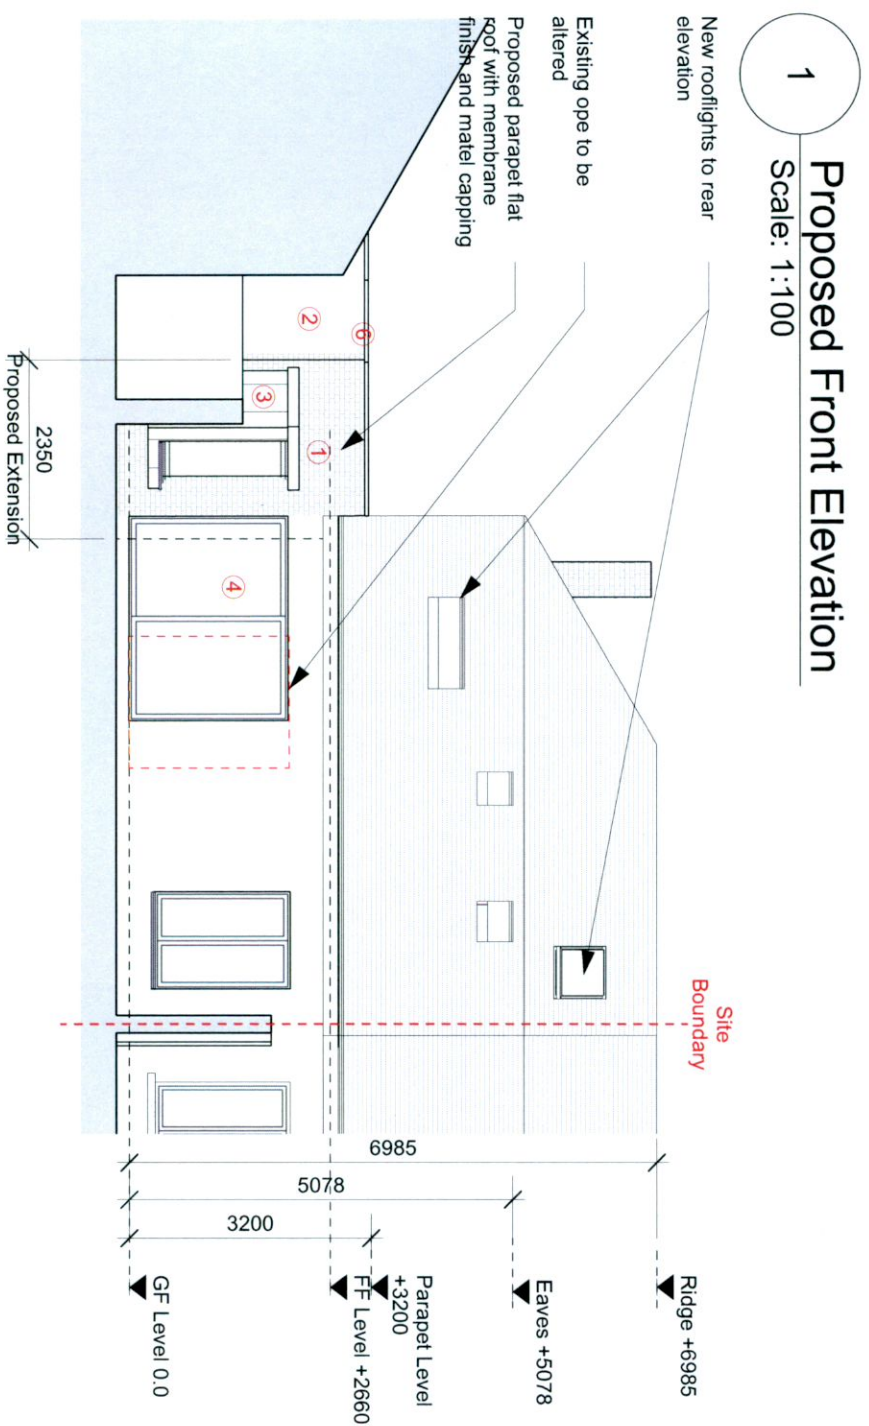 1
Proposed Front Elevation
Scale: 1:100
New rooflights to rear
elevation
Existing ope to be
altered
Proposed parapet flat
roof with membrane
finish and matel capping
Site
Boundary
2
6
3
1
4
2350
Proposed Extension
6985
5078
3200
Ridge +6985
Eaves +5078
Parapet Level
+3200
FF Level +2660
GF Level 0.0